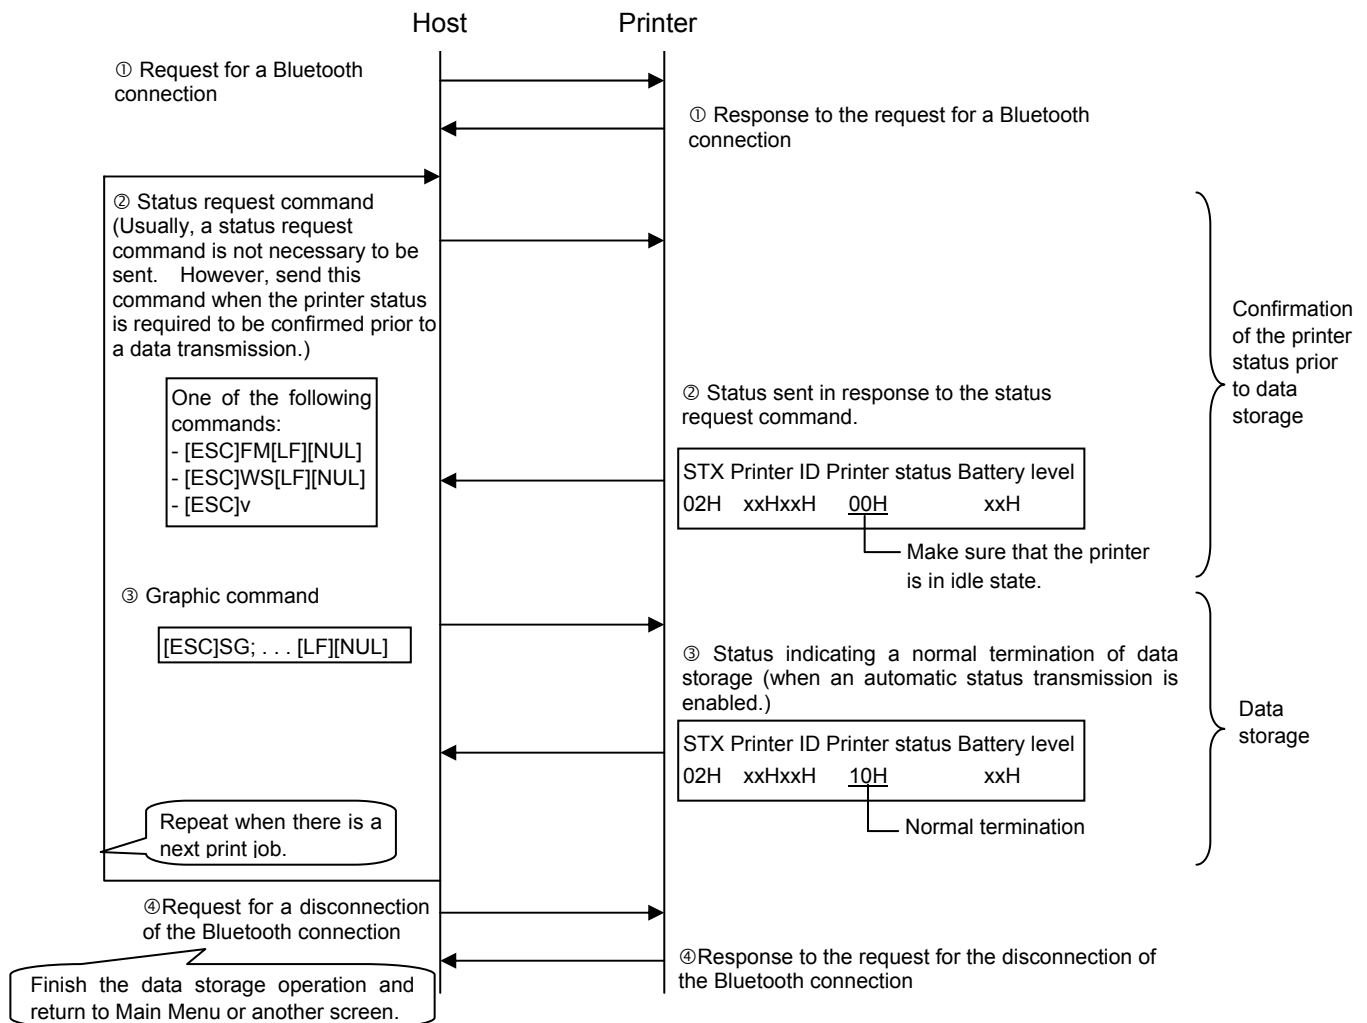 Host Printer
① Request for a Bluetooth
connection
① Response to the request for a Bluetooth
connection
② Status request command
(Usually, a status request
command is not necessary to be
sent. However, send this
command when the printer status
is required to be confirmed prior to
a data transmission.)
One of the following
commands:
- [ESC]FM[LF][NUL]
- [ESC]WS[LF][NUL]
- [ESC]v
② Status sent in response to the status
request command.
STX Printer ID Printer status Battery level
02H xxHxxH 00H xxH
Make sure that the printer
is in idle state.
Confirmation
of the printer
status prior
to data
storage
③ Graphic command
[ESC]SG; . . . [LF][NUL]
③ Status indicating a normal termination of data
storage (when an automatic status transmission is
enabled.)
STX Printer ID Printer status Battery level
02H xxHxxH 10H xxH
Normal termination
Data
storage
Repeat when there is a
next print job.
④Request for a disconnection
of the Bluetooth connection
④Response to the request for the disconnection of
the Bluetooth connection
Finish the data storage operation and
return to Main Menu or another screen.